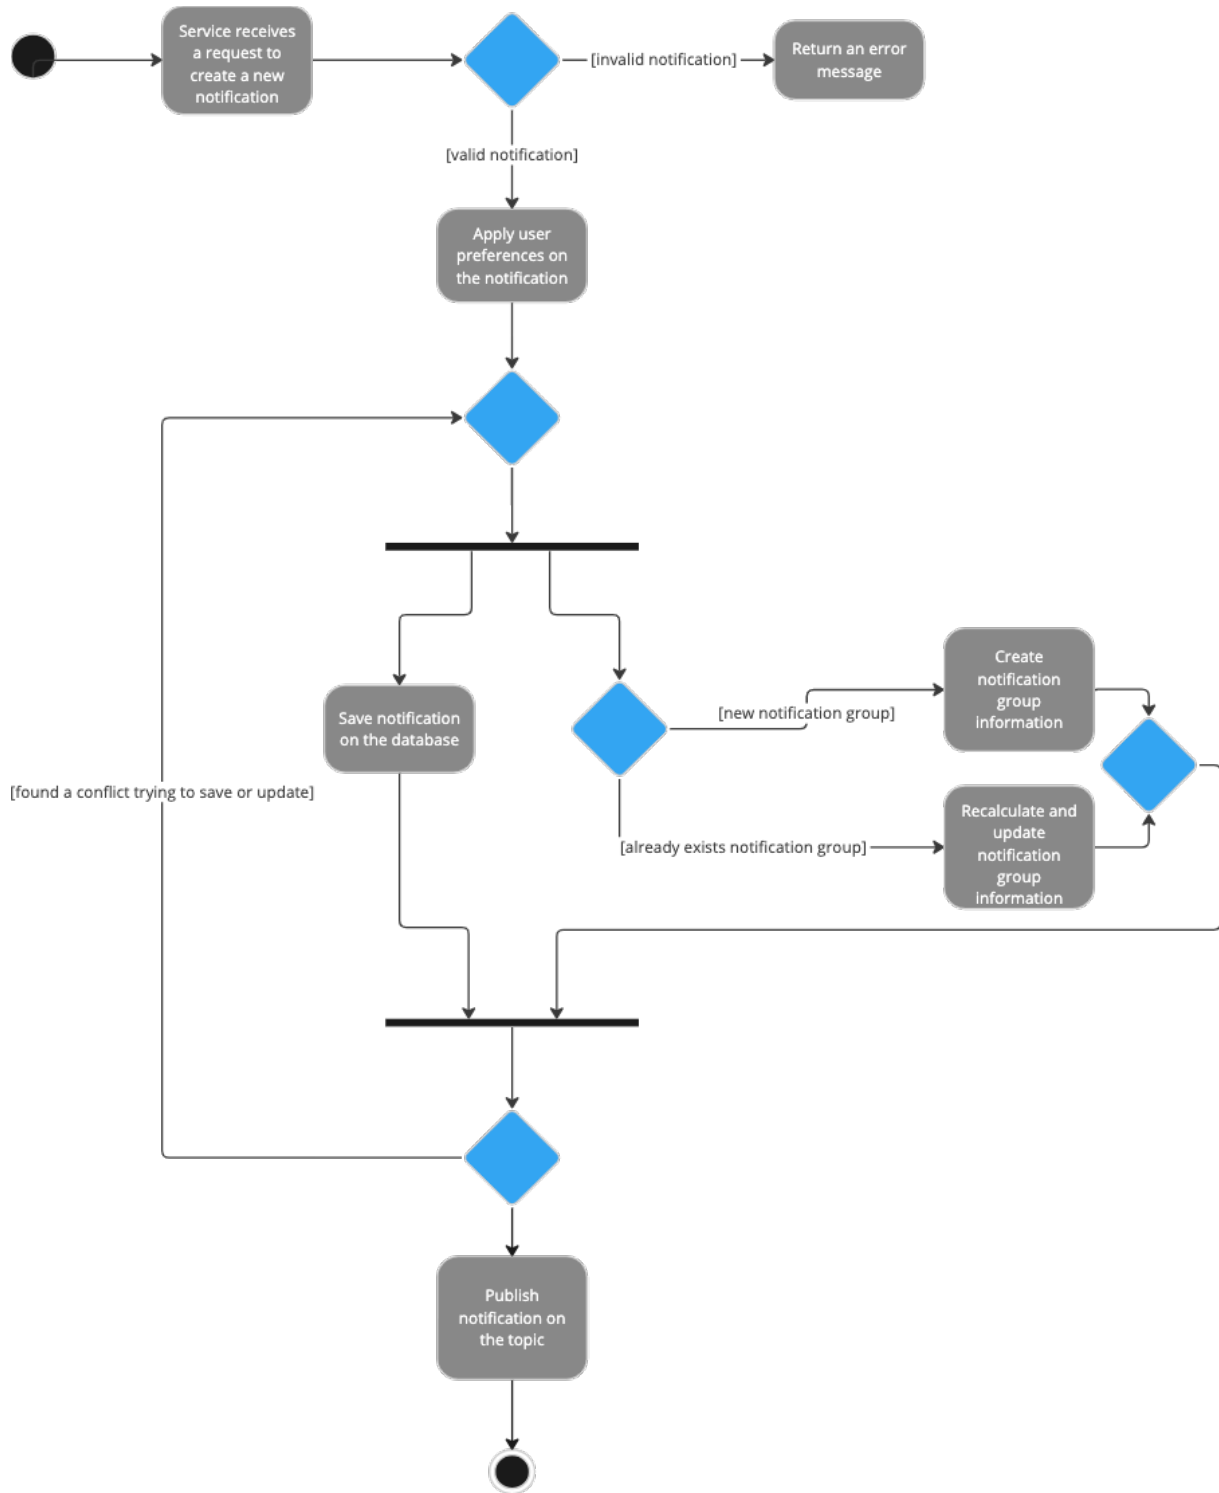 Service receives
a request to
create a new
notification
[invalid notification]
Return an error
message
[valid notification]
Apply user
preferences on
the notification
Create
notification
group
information
[new notification group]
Save notification
on the database
[found a conflict trying to save or update]
Recalculate and
update
notification
group
information
[already exists notification group]
Publish
notification on
the topic